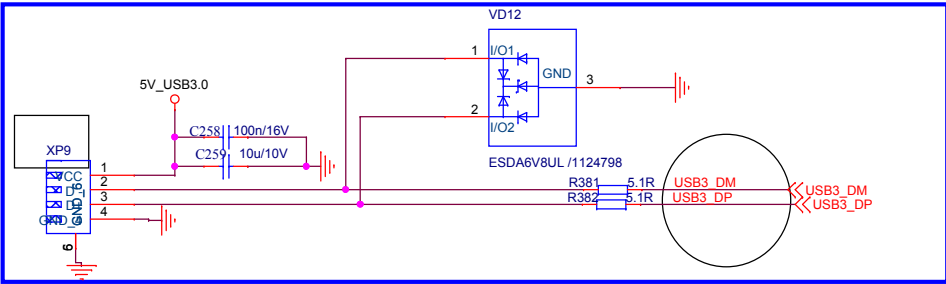 VD12
1
I/O1
GND
3
2
I/O2
ESDA6V8UL /1124798
5V_USB3.0
C258
100n/16V
C259
10u/10V
XP9
VCC
1
2
3
4
6
R381
5.1R
USB3_DM
USB3_DM
R382
5.1R
USB3_DP
USB3_DP